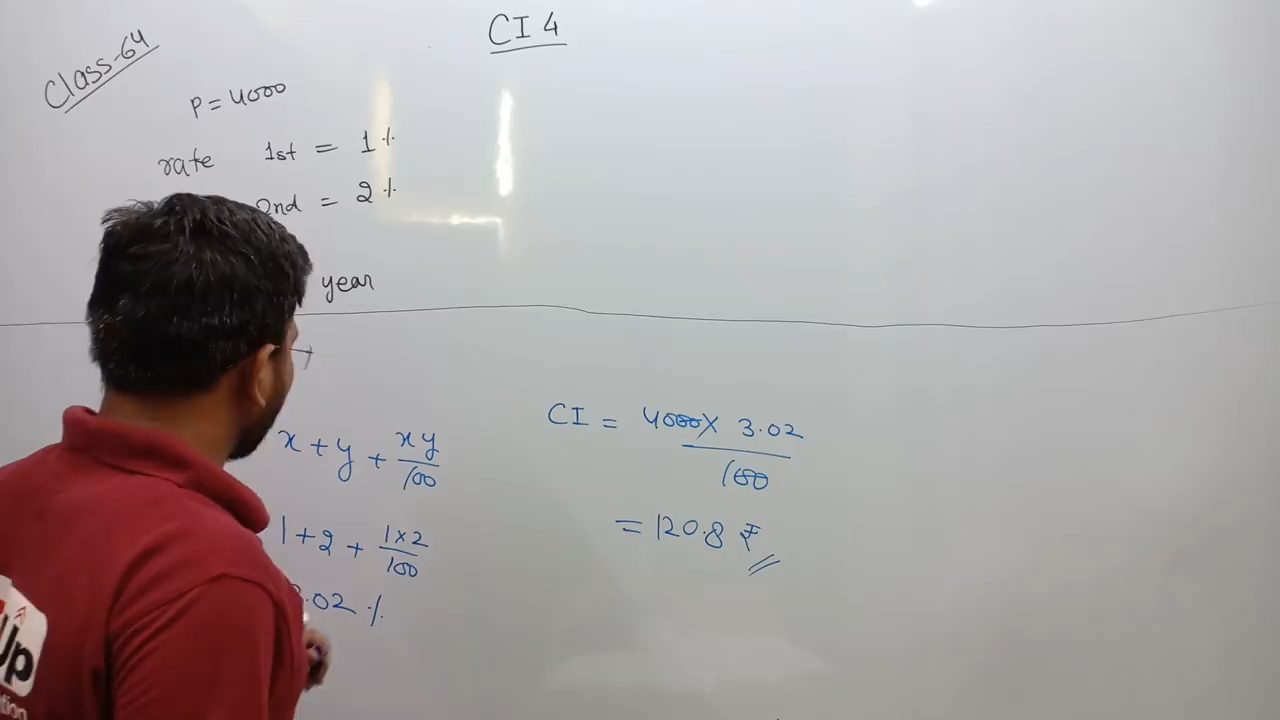 CI 4
Class-64
P = 4000
rate 1st = 1%
2nd = 2%
year
x + y + xy/100
1 + 2 + 1×2/100
.02 %
CI = 4000 × 3.02/100
= 120.8 ₹
Up